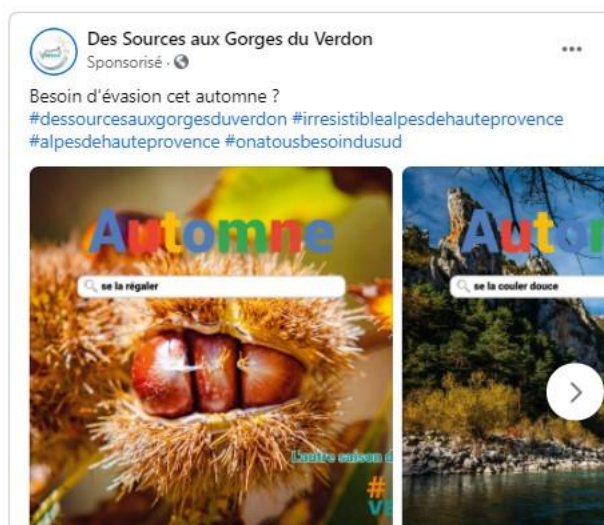 Des Sources aux Gorges du Verdon
Sponsorisé ·
Besoin d'évasion cet automne ?
#dessourcesauxgorgesduverdon #irresistiblealpesdehauteprovence
#alpesdehauteprovence #onatousbesoindusud
Automne
se la régaler
L'autre saison d
#
VE
Autom
se la couler douce